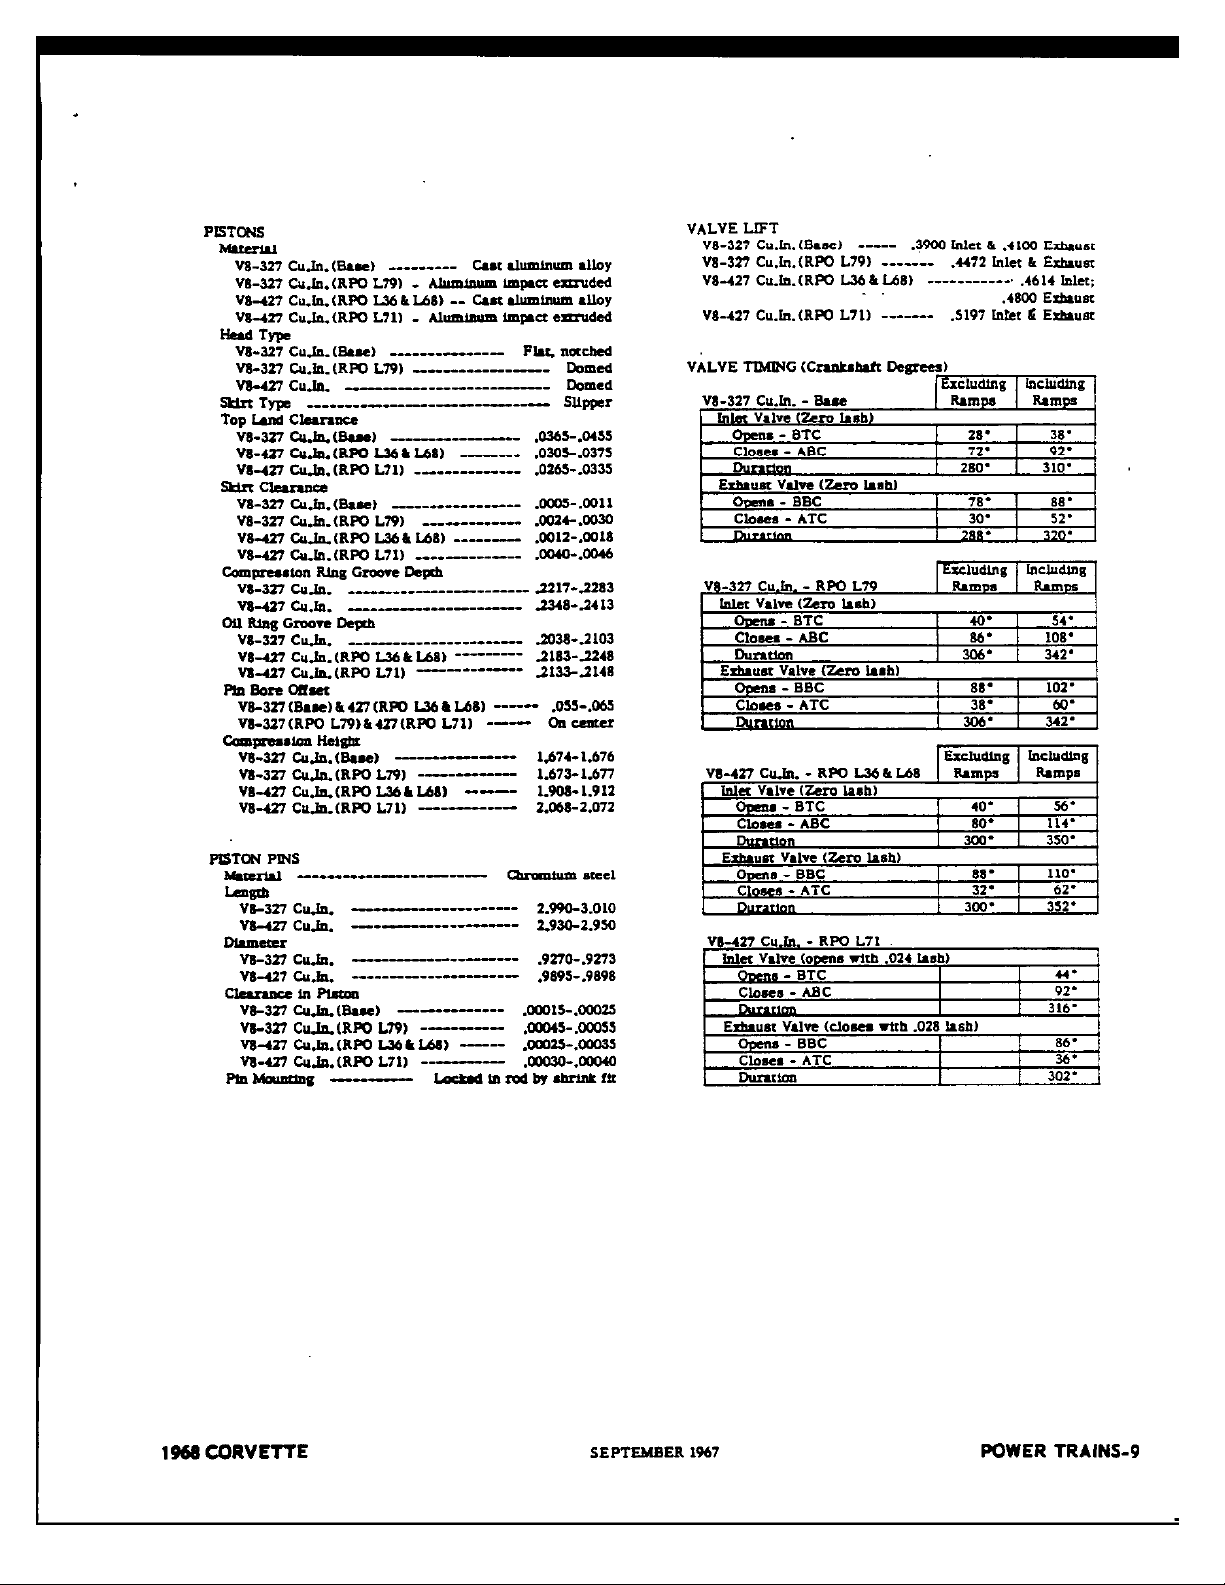 PISTONS
Material
V8-327 Cu.In.(Base) --------- Cast aluminum alloy
V8-327 Cu.In.(RPO L79) - Aluminum impact extruded
V8-427 Cu.In.(RPO L36 & L68) -- Cast aluminum alloy
V8-427 Cu.In.(RPO L71) - Aluminum impact extruded
Head Type
V8-327 Cu.In.(Base) --------------- Flat, notched
V8-327 Cu.In.(RPO L79) ------------------ Domed
V8-427 Cu.In. --------------------------- Domed
Skirt Type -------------------------------- Slipper
Top Land Clearance
V8-327 Cu.In.(Base) ----------------- .0365-.0455
V8-427 Cu.In.(RPO L36 & L68) -------- .0305-.0375
V8-427 Cu.In.(RPO L71) -------------- .0265-.0335
Skirt Clearance
V8-327 Cu.In.(Base) ----------------- .0005-.0011
V8-327 Cu.In.(RPO L79) ------------- .0024-.0030
V8-427 Cu.In.(RPO L36 & L68) --------- .0012-.0018
V8-427 Cu.In.(RPO L71) -------------- .0040-.0046
Compression Ring Groove Depth
V8-327 Cu.In. ------------------------ .2217-.2283
V8-427 Cu.In. ----------------------- .2348-.2413
Oil Ring Groove Depth
V8-327 Cu.In. ----------------------- .2038-.2103
V8-427 Cu.In.(RPO L36 & L68) --------- .2183-.2248
V8-427 Cu.In.(RPO L71) -------------- .2133-.2148
Pin Bore Offset
V8-327 (Base) & 427 (RPO L36 & L68) ------ .055-.065
V8-327 (RPO L79) & 427 (RPO L71) ------ On center
Compression Height
V8-327 Cu.In.(Base) ---------------- 1.674-1.676
V8-327 Cu.In.(RPO L79) ------------- 1.673-1.677
V8-427 Cu.In.(RPO L36 & L68) ------- 1.908-1.912
V8-427 Cu.In.(RPO L71) ------------- 2.068-2.072
PISTON PINS
Material ------------------------- Chromium steel
Length
V8-327 Cu.In. ---------------------- 2.990-3.010
V8-427 Cu.In. ---------------------- 2.930-2.950
Diameter
V8-327 Cu.In. ---------------------- .9270-.9273
V8-427 Cu.In. ---------------------- .9895-.9898
Clearance in Piston
V8-327 Cu.In.(Base) -------------- .00015-.00025
V8-327 Cu.In.(RPO L79) ----------- .00045-.00055
V8-427 Cu.In.(RPO L36 & L68) ------ .00025-.00035
V8-427 Cu.In.(RPO L71) ----------- .00030-.00040
Pin Mounting ----------- Locked in rod by shrink fit
VALVE LIFT
V8-327 Cu.In.(Base) ----- .3900 Inlet & .4100 Exhaust
V8-327 Cu.In.(RPO L79) ------- .4472 Inlet & Exhaust
V8-427 Cu.In.(RPO L36 & L68) ----------- .4614 Inlet;
.4800 Exhaust
V8-427 Cu.In.(RPO L71) ------- .5197 Inlet & Exhaust
VALVE TIMING (Crankshaft Degrees)
Excluding Including
V8-327 Cu.In. - Base Ramps Ramps
Inlet Valve (Zero lash)
Opens - BTC 28° 38°
Closes - ABC 72° 92°
Duration 280° 310°
Exhaust Valve (Zero lash)
Opens - BBC 78° 88°
Closes - ATC 30° 52°
Duration 288° 320°
Excluding Including
V8-327 Cu.In. - RPO L79 Ramps Ramps
Inlet Valve (Zero lash)
Opens - BTC 40° 54°
Closes - ABC 86° 108°
Duration 306° 342°
Exhaust Valve (Zero lash)
Opens - BBC 88° 102°
Closes - ATC 38° 60°
Duration 306° 342°
Excluding Including
V8-427 Cu.In. - RPO L36 & L68 Ramps Ramps
Inlet Valve (Zero lash)
Opens - BTC 40° 56°
Closes - ABC 80° 114°
Duration 300° 350°
Exhaust Valve (Zero lash)
Opens - BBC 88° 110°
Closes - ATC 32° 62°
Duration 300° 352°
V8-427 Cu.In. - RPO L71
Inlet Valve (opens with .024 lash)
Opens - BTC 44°
Closes - ABC 92°
Duration 316°
Exhaust Valve (closes with .028 lash)
Opens - BBC 86°
Closes - ATC 36°
Duration 302°
1968 CORVETTE SEPTEMBER 1967 POWER TRAINS-9